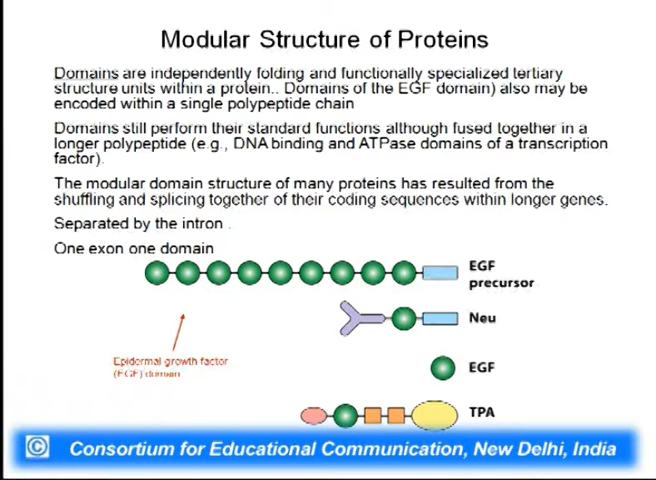 Modular Structure of Proteins
Domains are independently folding and functionally specialized tertiary
structure units within a protein.. Domains of the EGF domain) also may be
encoded within a single polypeptide chain
Domains still perform their standard functions although fused together in a
longer polypeptide (e.g., DNA binding and ATPase domains of a transcription
factor).
The modular domain structure of many proteins has resulted from the
shuffling and splicing together of their coding sequences within longer genes.
Separated by the intron .
One exon one domain
EGF
precursor
Neu
Epidermal growth factor
(EGF) domain
EGF
TPA
© Consortium for Educational Communication, New Delhi, India